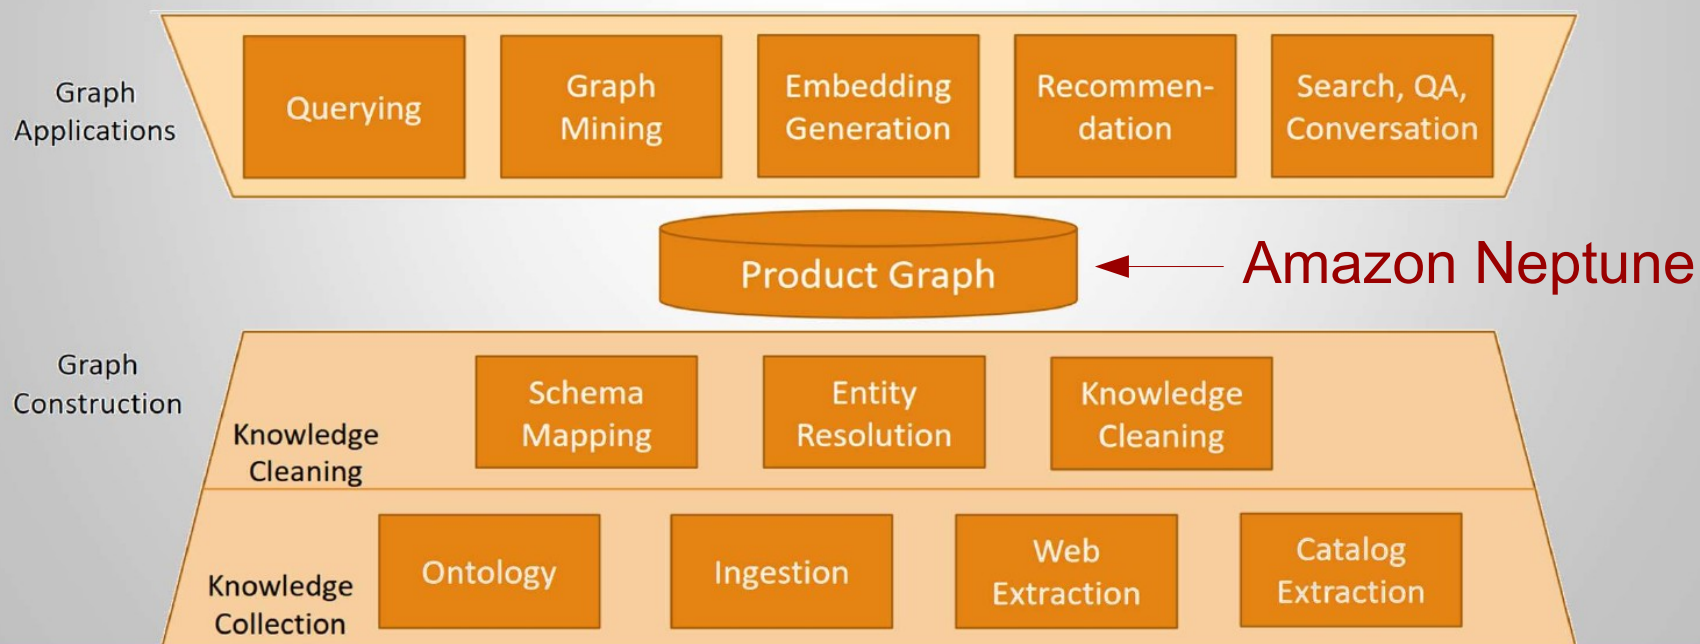 Graph
Applications
Querying
Graph
Mining
Embedding
Generation
Recommen-
dation
Search, QA,
Conversation
Product Graph
Amazon Neptune
Graph
Construction
Knowledge
Cleaning
Schema
Mapping
Entity
Resolution
Knowledge
Cleaning
Knowledge
Collection
Ontology
Ingestion
Web
Extraction
Catalog
Extraction